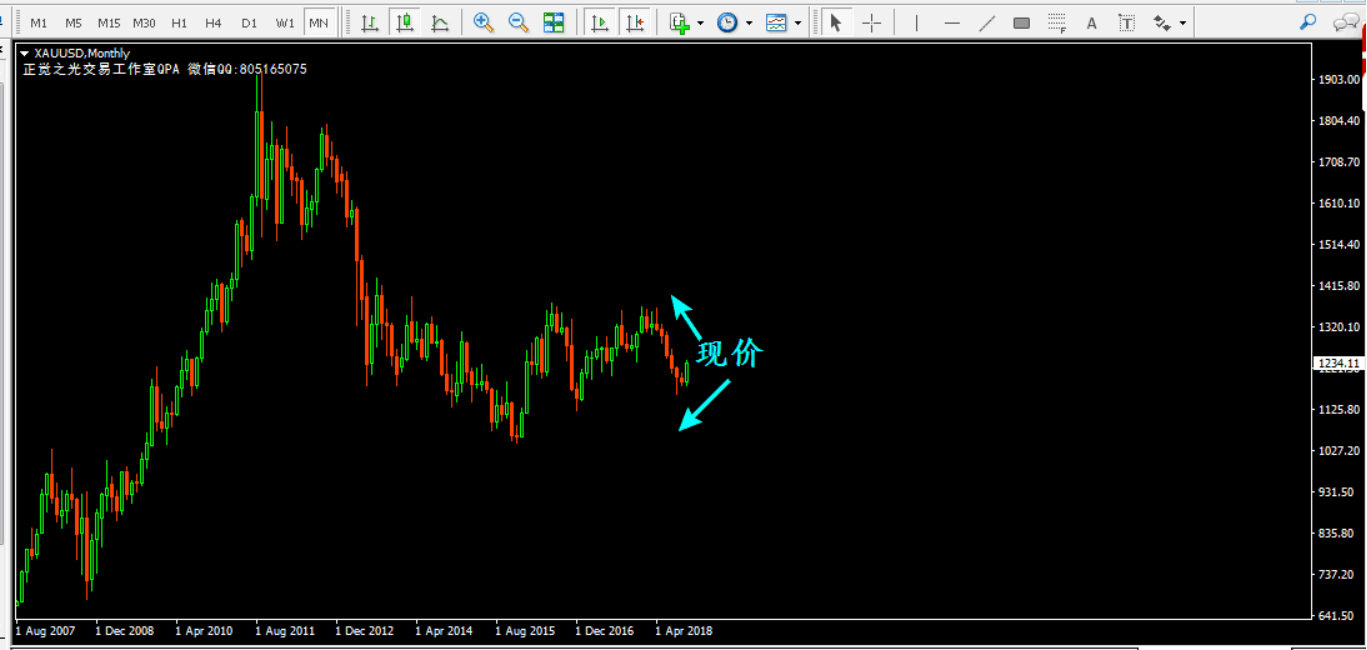 M1 M5 M15 M30 H1 H4 D1 W1 MN
A T
F
XAUUSD,Monthly
正觉之光交易工作室QPA 微信QQ:805165075
1903.00
1804.40
1708.70
1610.10
1514.40
1415.80
1320.10
现价
1234.11
1125.80
1027.20
931.50
835.80
737.20
641.50
1 Aug 2007 1 Dec 2008 1 Apr 2010 1 Aug 2011 1 Dec 2012 1 Apr 2014 1 Aug 2015 1 Dec 2016 1 Apr 2018